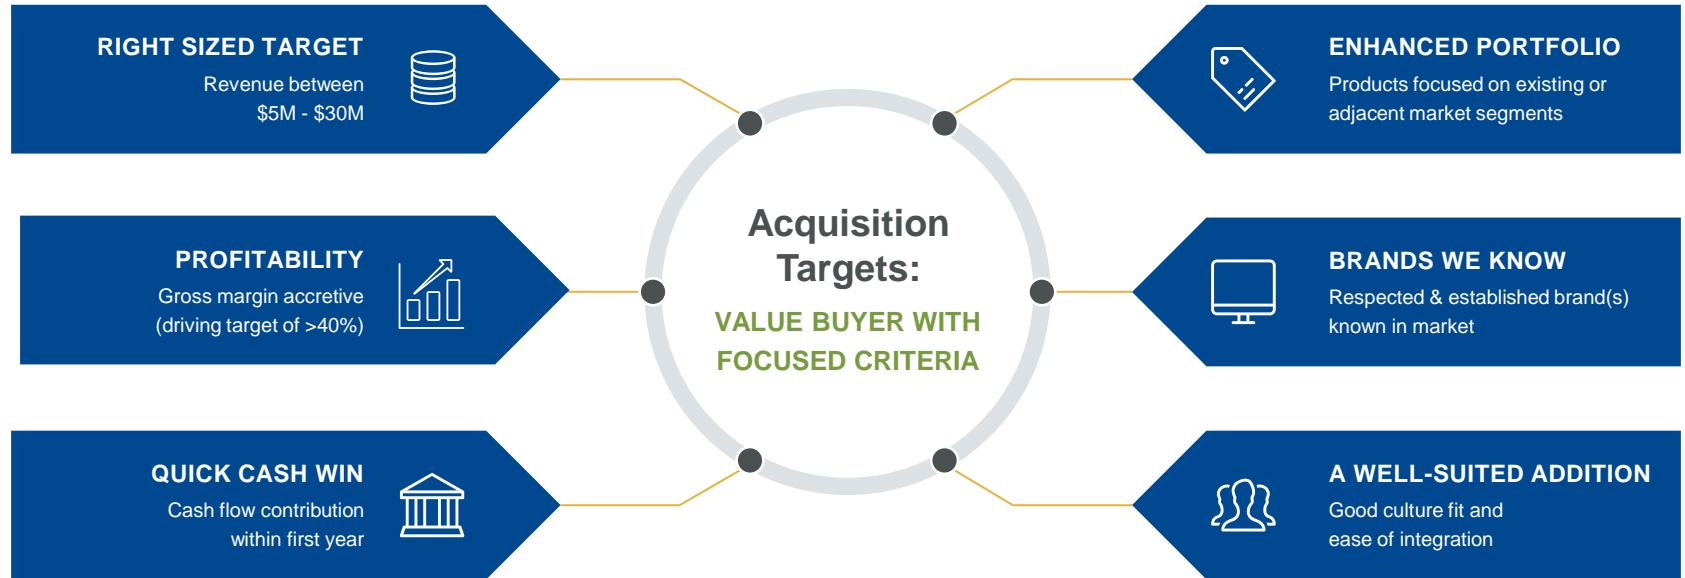 RIGHT SIZED TARGET
Revenue between
$5M - $30M
PROFITABILITY
Gross margin accretive
(driving target of >40%)
QUICK CASH WIN
Cash flow contribution
within first year
Acquisition
Targets:
VALUE BUYER WITH
FOCUSED CRITERIA
ENHANCED PORTFOLIO
Products focused on existing or
adjacent market segments
BRANDS WE KNOW
Respected & established brand(s)
known in market
A WELL-SUITED ADDITION
Good culture fit and
ease of integration